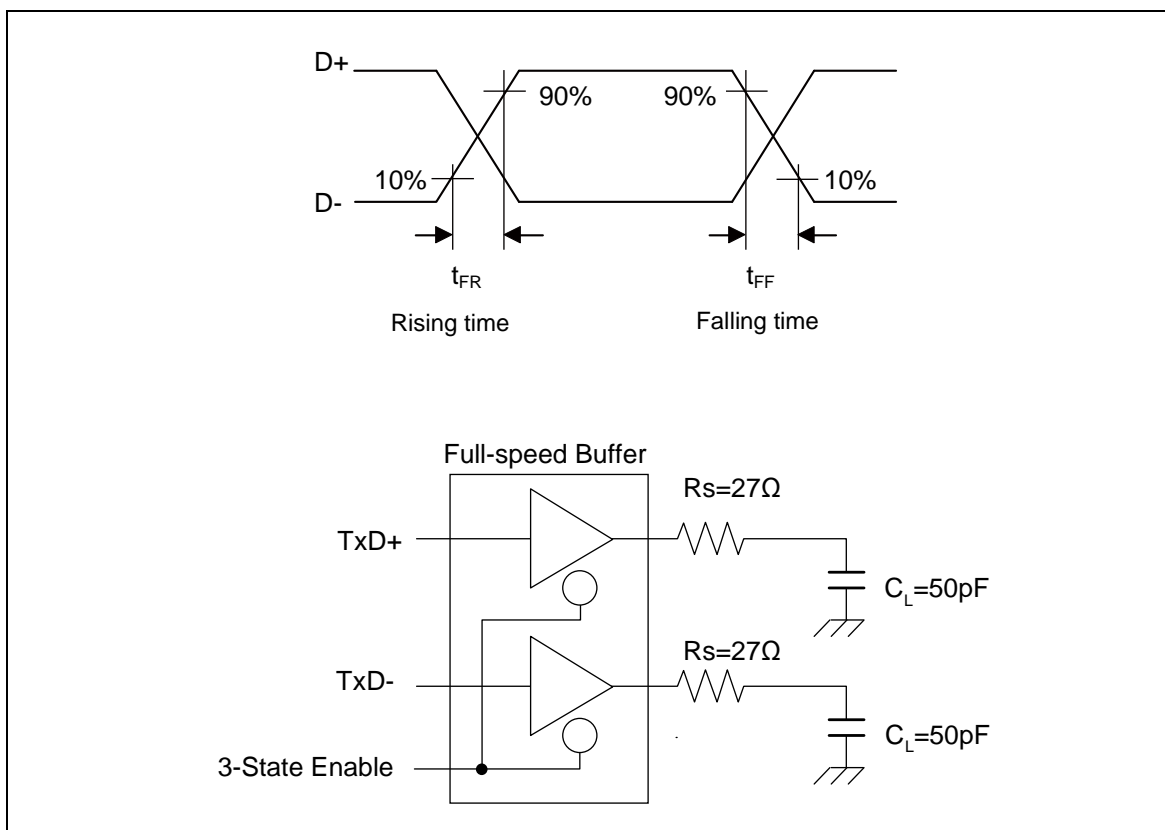 D+
90% 90%
10% 10%
D-
tFR tFF
Rising time Falling time
Full-speed Buffer
Rs=27Ω
TxD+
CL=50pF
Rs=27Ω
TxD-
CL=50pF
3-State Enable